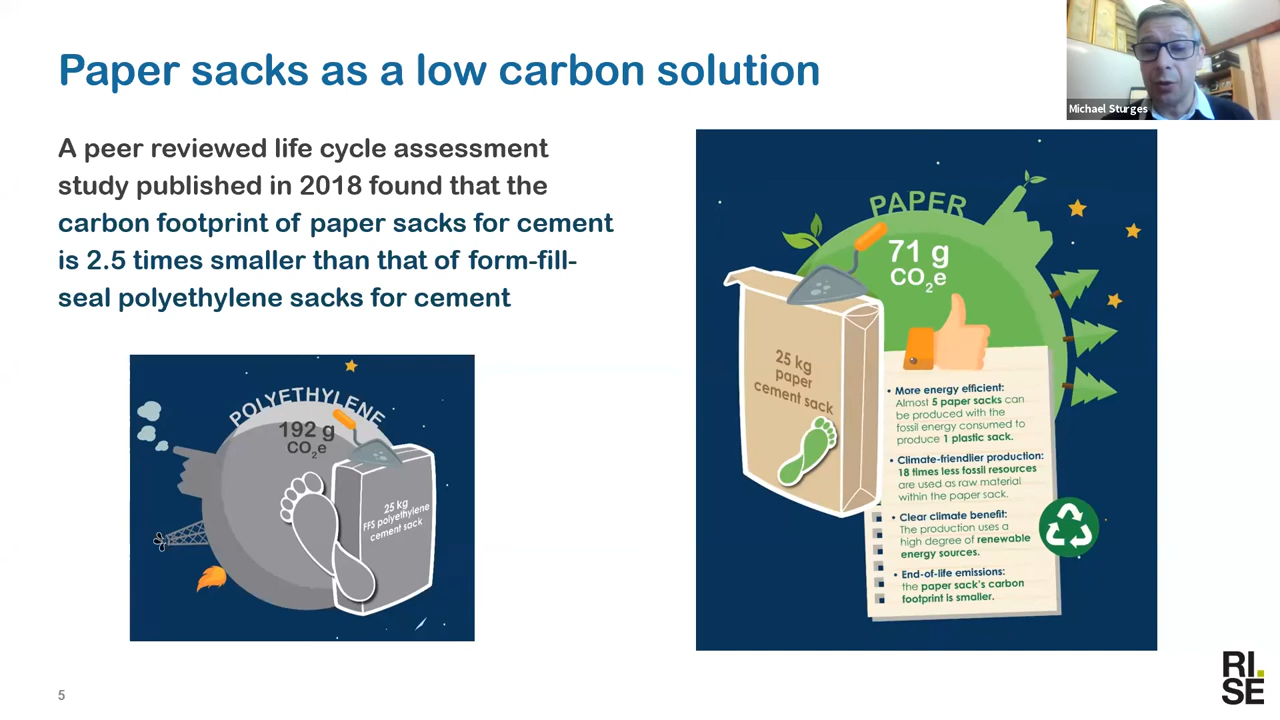 Paper sacks as a low carbon solution
Michael Sturges
A peer reviewed life cycle assessment
study published in 2018 found that the
carbon footprint of paper sacks for cement
is 2.5 times smaller than that of form-fill-
seal polyethylene sacks for cement
POLYETHYLENE
192 g
CO2e
25 kg
FFS polyethylene
cement sack
PAPER
71 g
CO2e
25 kg
paper
cement sack
• More energy efficient:
Almost 5 paper sacks can
be produced with the
fossil energy consumed to
produce 1 plastic sack.
• Climate-friendlier production:
18 times less fossil resources
are used as raw material
within the paper sack.
• Clear climate benefit:
The production uses a
high degree of renewable
energy sources.
• End-of-life emissions:
the paper sack's carbon
footprint is smaller.
5
RI.
SE